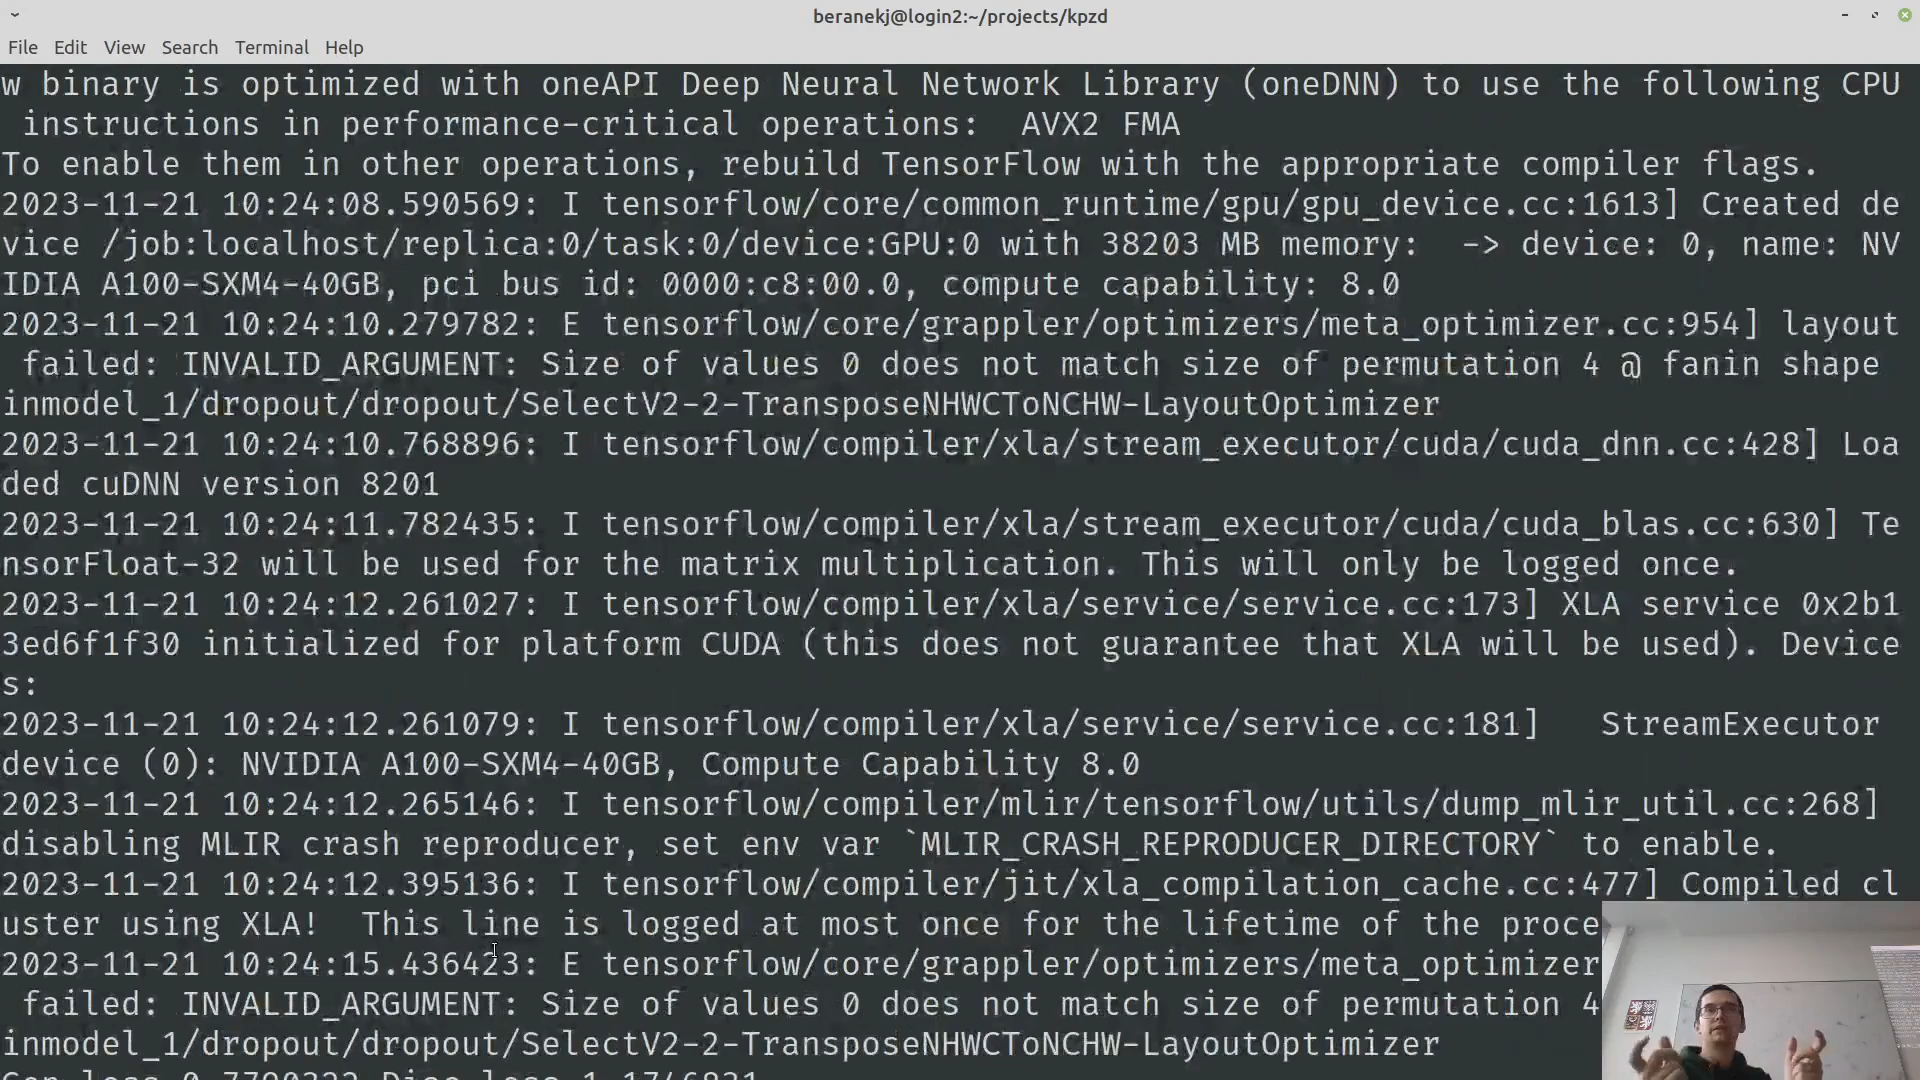 beranekj@login2:~/projects/kpzd
File Edit View Search Terminal Help
w binary is optimized with oneAPI Deep Neural Network Library (oneDNN) to use the following CPU
instructions in performance-critical operations:  AVX2 FMA
To enable them in other operations, rebuild TensorFlow with the appropriate compiler flags.
2023-11-21 10:24:08.590569: I tensorflow/core/common_runtime/gpu/gpu_device.cc:1613] Created de
vice /job:localhost/replica:0/task:0/device:GPU:0 with 38203 MB memory:  -> device: 0, name: NV
IDIA A100-SXM4-40GB, pci bus id: 0000:c8:00.0, compute capability: 8.0
2023-11-21 10:24:10.279782: E tensorflow/core/grappler/optimizers/meta_optimizer.cc:954] layout
failed: INVALID_ARGUMENT: Size of values 0 does not match size of permutation 4 @ fanin shape
inmodel_1/dropout/dropout/SelectV2-2-TransposeNHWCToNCHW-LayoutOptimizer
2023-11-21 10:24:10.768896: I tensorflow/compiler/xla/stream_executor/cuda/cuda_dnn.cc:428] Loa
ded cuDNN version 8201
2023-11-21 10:24:11.782435: I tensorflow/compiler/xla/stream_executor/cuda/cuda_blas.cc:630] Te
nsorFloat-32 will be used for the matrix multiplication. This will only be logged once.
2023-11-21 10:24:12.261027: I tensorflow/compiler/xla/service/service.cc:173] XLA service 0x2b1
3ed6f1f30 initialized for platform CUDA (this does not guarantee that XLA will be used). Device
s:
2023-11-21 10:24:12.261079: I tensorflow/compiler/xla/service/service.cc:181]   StreamExecutor
device (0): NVIDIA A100-SXM4-40GB, Compute Capability 8.0
2023-11-21 10:24:12.265146: I tensorflow/compiler/mlir/tensorflow/utils/dump_mlir_util.cc:268]
disabling MLIR crash reproducer, set env var `MLIR_CRASH_REPRODUCER_DIRECTORY` to enable.
2023-11-21 10:24:12.395136: I tensorflow/compiler/jit/xla_compilation_cache.cc:477] Compiled cl
uster using XLA!  This line is logged at most once for the lifetime of the proce
2023-11-21 10:24:15.436423: E tensorflow/core/grappler/optimizers/meta_optimizer
failed: INVALID_ARGUMENT: Size of values 0 does not match size of permutation 4
inmodel_1/dropout/dropout/SelectV2-2-TransposeNHWCToNCHW-LayoutOptimizer